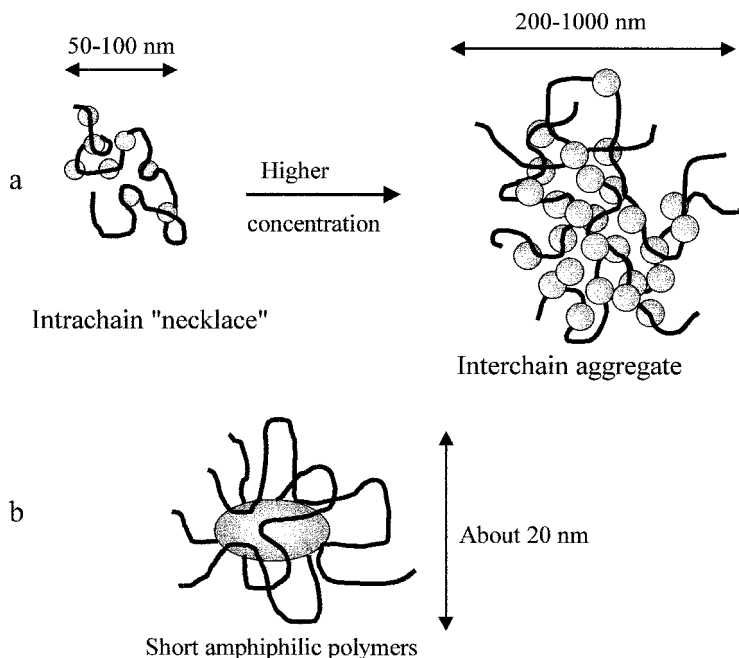 50-100 nm
200-1000 nm
a
Higher
concentration
Intrachain "necklace"
Interchain aggregate
b
About 20 nm
Short amphiphilic polymers